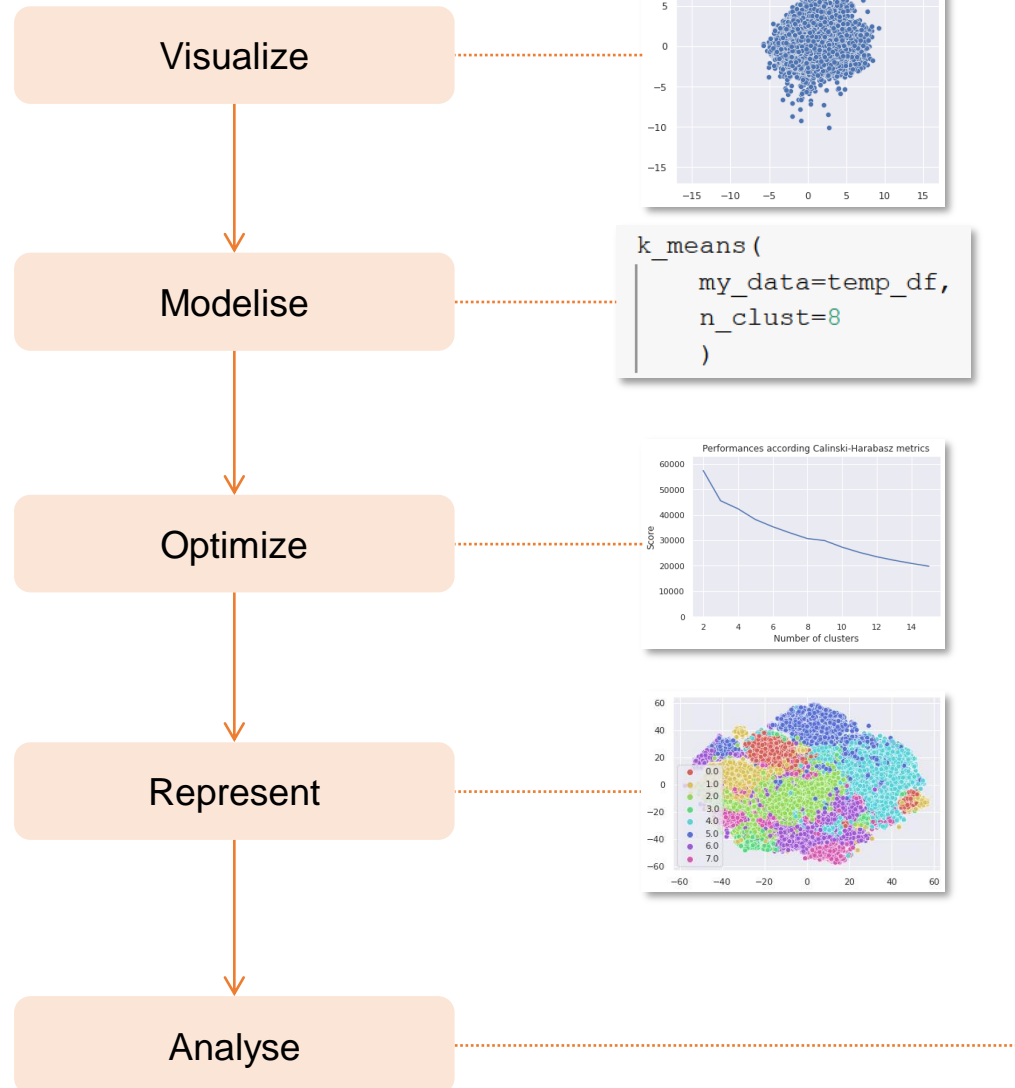 Visualize
5
0
−5
−10
−15
−15 −10 −5 0 5 10 15
Modelise
k_means(
my_data=temp_df,
n_clust=8
)
Optimize
Performances according Calinski-Harabasz metrics
60000
50000
40000
30000
20000
10000
0
Score
2 4 6 8 10 12 14
Number of clusters
Represent
60
40
20
0
−20
−40
−60
0.0
1.0
2.0
3.0
4.0
5.0
6.0
7.0
−60 −40 −20 0 20 40 60
Analyse